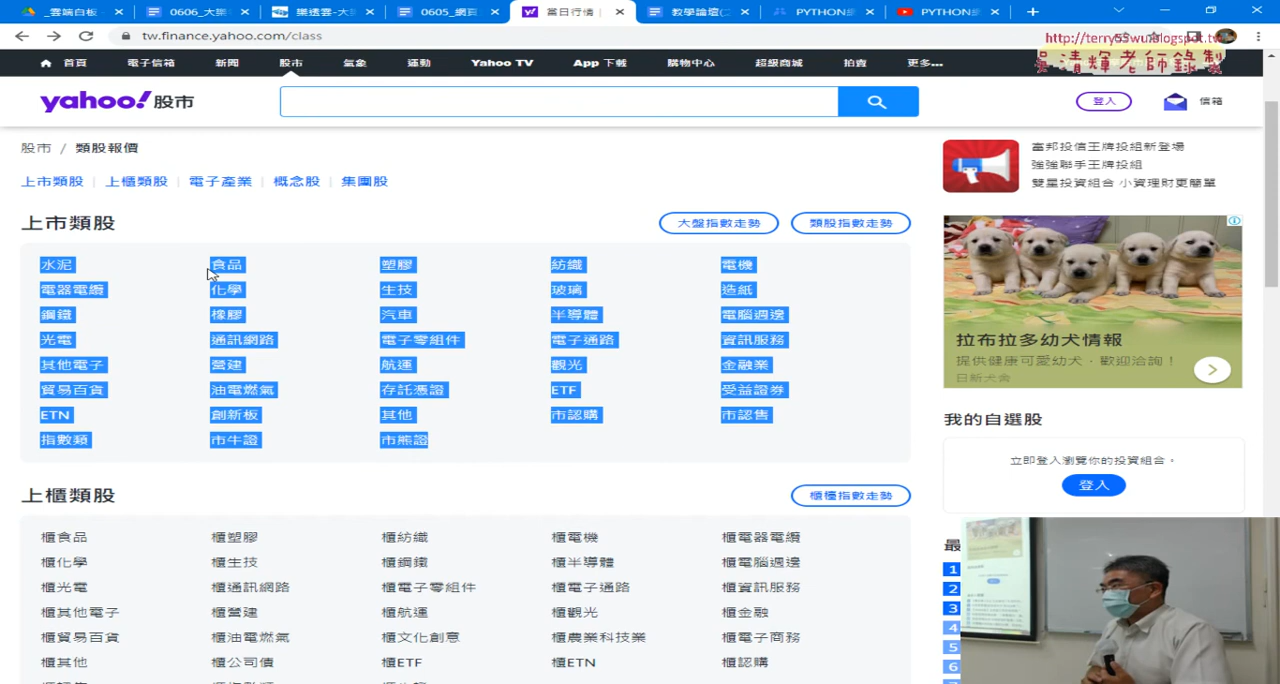 _雲端白板
0606_大樂
樂透雲-大
0605_網頁
當日行情 |
教學論壇(二
PYTHON
PYTHON
tw.finance.yahoo.com/class
http://terry55wu.blogspot.tw
吳清輝老師錄製
首頁 電子信箱 新聞 股市 氣象 運動 Yahoo TV App 下載 購物中心 超級商城 拍賣 更多...
yahoo!股市
登入 信箱
股市 / 類股報價
上市類股 | 上櫃類股 | 電子產業 | 概念股 | 集團股
上市類股 大盤指數走勢 類股指數走勢
水泥 食品 塑膠 紡織 電機
電器電纜 化學 生技 玻璃 造紙
鋼鐵 橡膠 汽車 半導體 電腦週邊
光電 通訊網路 電子零組件 電子通路 資訊服務
其他電子 營建 航運 觀光 金融業
貿易百貨 油電燃氣 存託憑證 ETF 受益證券
ETN 創新板 其他 市認購 市認售
指數類 市牛證 市熊證
上櫃類股 櫃檯指數走勢
櫃食品 櫃塑膠 櫃紡織 櫃電機 櫃電器電纜
櫃化學 櫃生技 櫃鋼鐵 櫃半導體 櫃電腦週邊
櫃光電 櫃通訊網路 櫃電子零組件 櫃電子通路 櫃資訊服務
櫃其他電子 櫃營建 櫃航運 櫃觀光 櫃金融
櫃貿易百貨 櫃油電燃氣 櫃文化創意 櫃農業科技業 櫃電子商務
櫃其他 櫃公司債 櫃ETF 櫃ETN 櫃認購
富邦投信王牌投組新登場
強強聯手王牌投組
雙星投資組合 小資理財更簡單
拉布拉多幼犬情報
提供健康可愛幼犬，歡迎洽詢！
日新犬舍
我的自選股
立即登入瀏覽你的投資組合。
登入
最
1
2
3
4
5
6